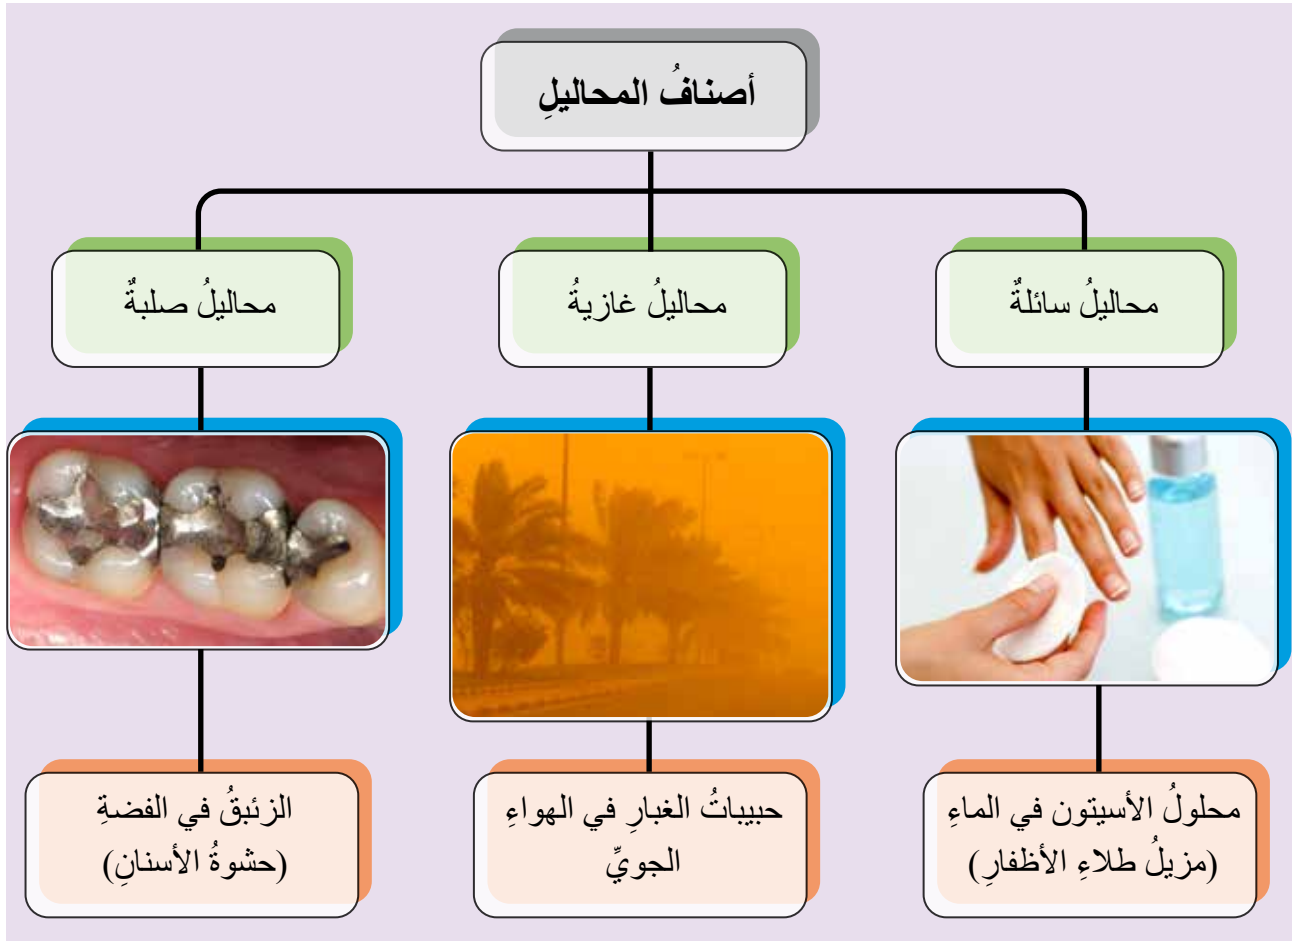 أصنافُ المحاليلِ
محاليلُ سائلةٌ
محاليلُ غازيةُ
محاليلُ صلبةٌ
محلولُ الأسيتون في الماءِ
(مزيلُ طلاءِ الأظفارِ)
حبيباتُ الغبارِ في الهواءِ
الجويِّ
الزئبقُ في الفضةِ
(حشوةُ الأسنانِ)